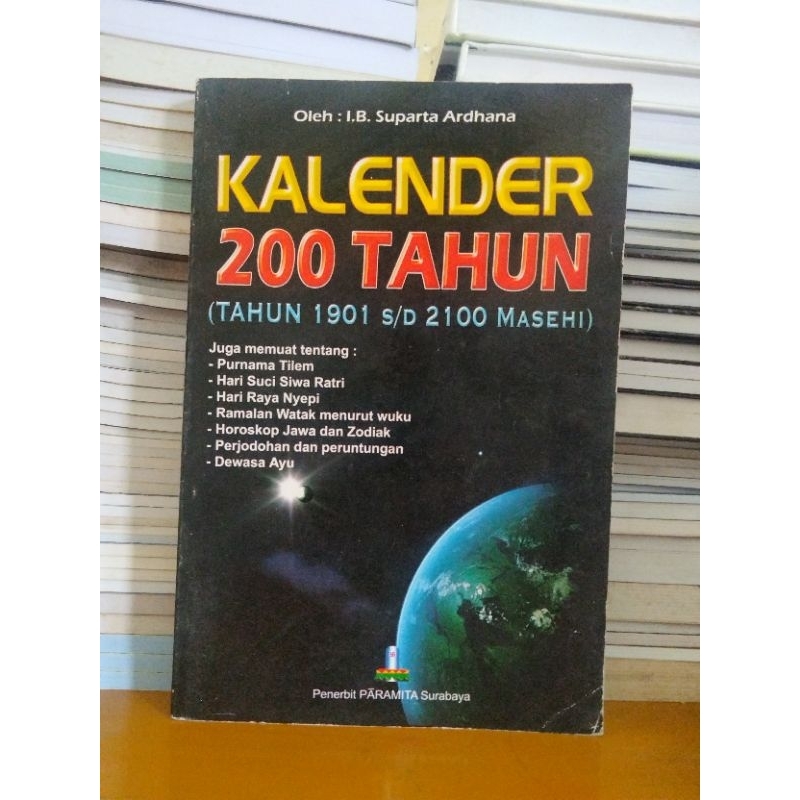 Oleh : I.B. Suparta Ardhana
KALENDER
200 TAHUN
(TAHUN 1901 S/D 2100 MASEHI)
Juga memuat tentang :
- Purnama Tilem
- Hari Suci Siwa Ratri
- Hari Raya Nyepi
- Ramalan Watak menurut wuku
- Horoskop Jawa dan Zodiak
- Perjodohan dan peruntungan
- Dewasa Ayu
Penerbit PĀRAMITA Surabaya